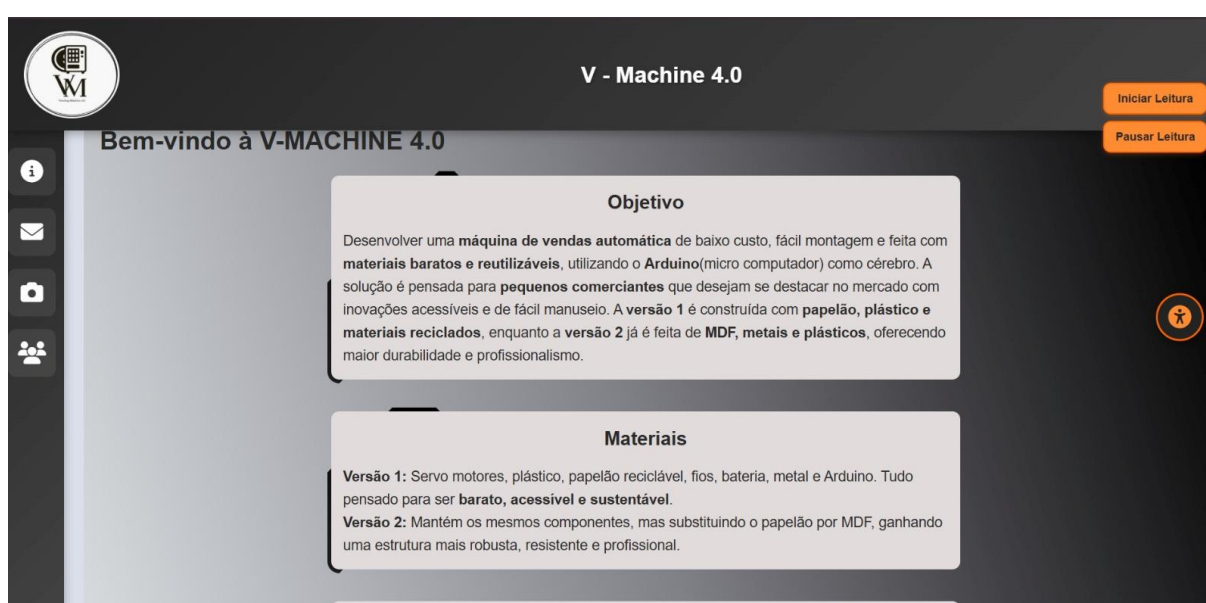 VM
V - Machine 4.0
Iniciar Leitura
Pausar Leitura
Bem-vindo à V-MACHINE 4.0
Objetivo
Desenvolver uma máquina de vendas automática de baixo custo, fácil montagem e feita com
materiais baratos e reutilizáveis, utilizando o Arduino(micro computador) como cérebro. A
solução é pensada para pequenos comerciantes que desejam se destacar no mercado com
inovações acessíveis e de fácil manuseio. A versão 1 é construída com papelão, plástico e
materiais reciclados, enquanto a versão 2 já é feita de MDF, metais e plásticos, oferecendo
maior durabilidade e profissionalismo.
Materiais
Versão 1: Servo motores, plástico, papelão reciclável, fios, bateria, metal e Arduino. Tudo
pensado para ser barato, acessível e sustentável.
Versão 2: Mantém os mesmos componentes, mas substituindo o papelão por MDF, ganhando
uma estrutura mais robusta, resistente e profissional.